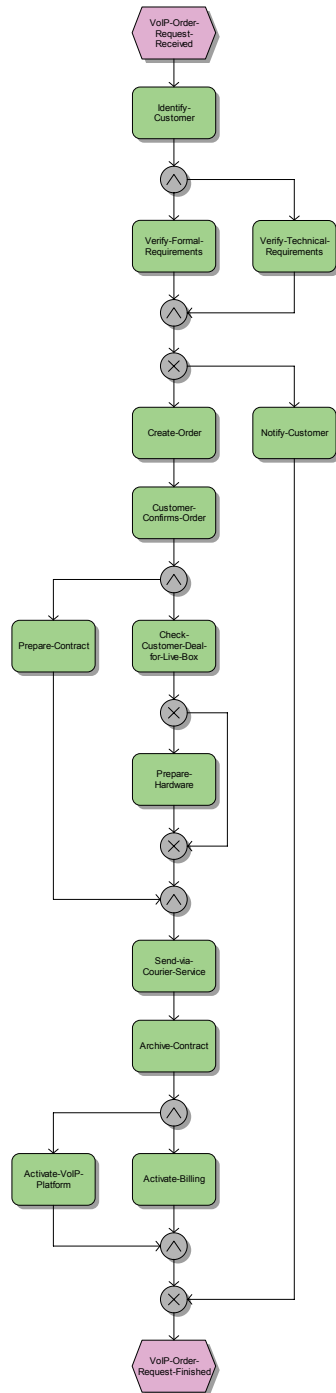 VoIP-Order-
Request-
Received
Identify-
Customer
Verify-Formal-
Requirements
Verify-Technical-
Requirements
Create-Order
Notify-Customer
Customer-
Confirms-Order
Prepare-Contract
Check-
Customer-Deal-
for-Live-Box
Prepare-
Hardware
Send-via-
Courier-Service
Archive-Contract
Activate-VoIP-
Platform
Activate-Billing
VoIP-Order-
Request-Finished